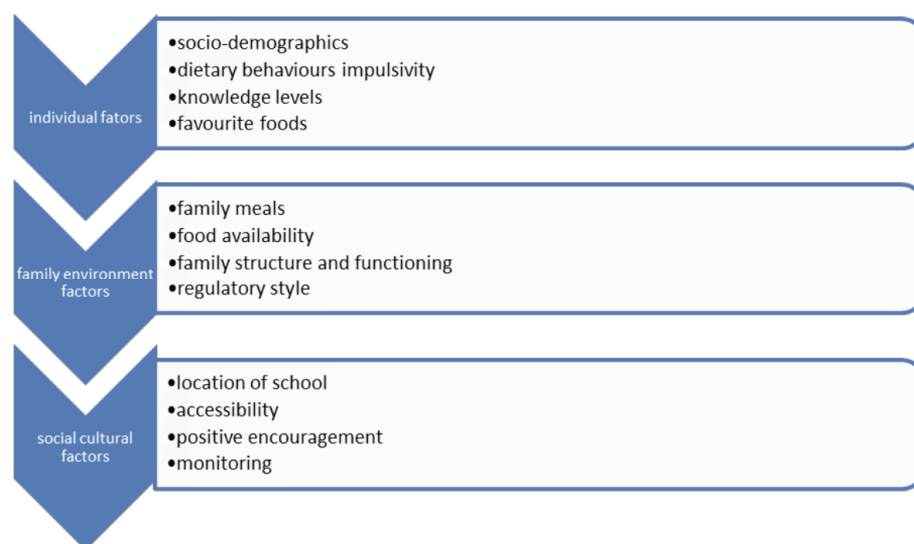 individual fators
•socio-demographics
•dietary behaviours impulsivity
•knowledge levels
•favourite foods
family environment
factors
•family meals
•food availability
•family structure and functioning
•regulatory style
social cultural
factors
•location of school
•accessibility
•positive encouragement
•monitoring